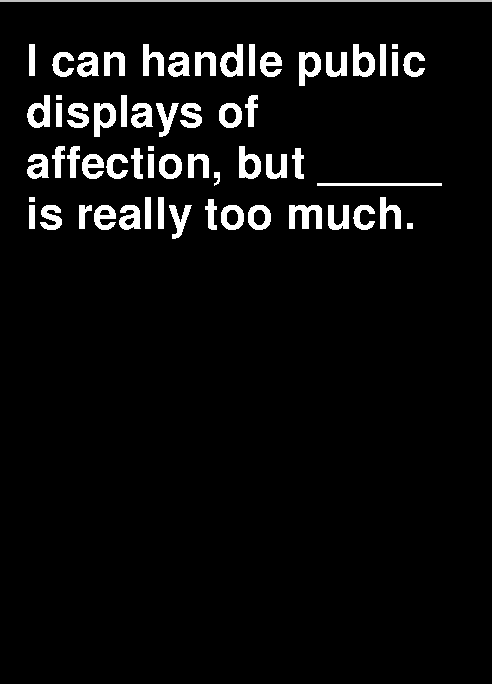 I can handle public
displays of
affection, but _____
is really too much.